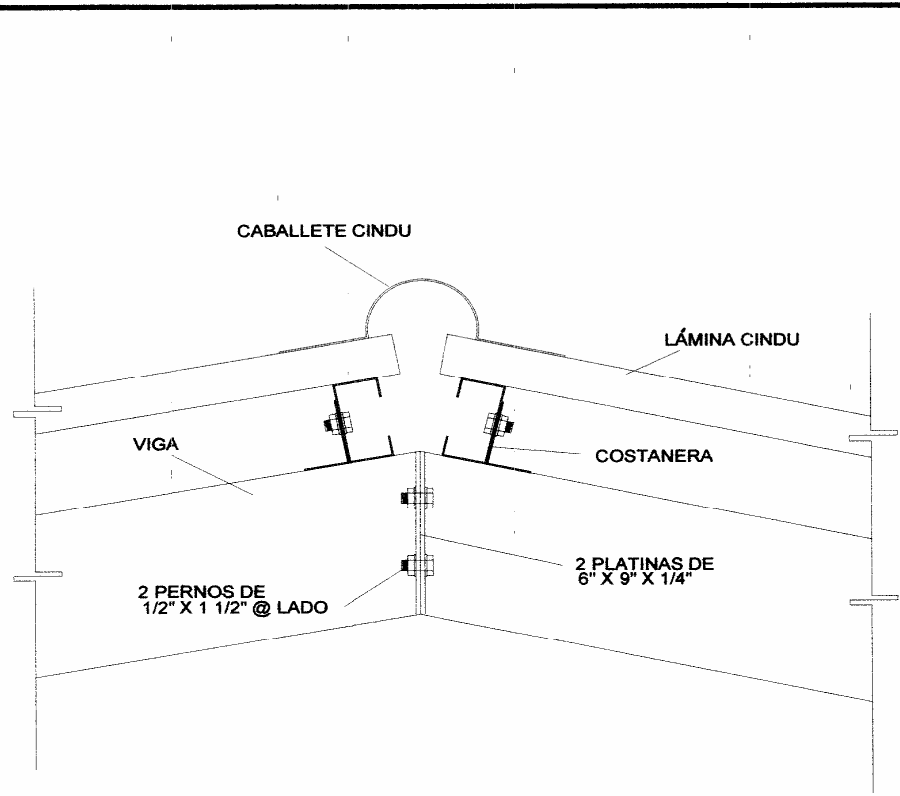 CABALLETE CINDU
LÁMINA CINDU
VIGA
COSTANERA
2 PLATINAS DE
6" X 9" X 1/4"
2 PERNOS DE
1/2" X 1 1/2" @ LADO